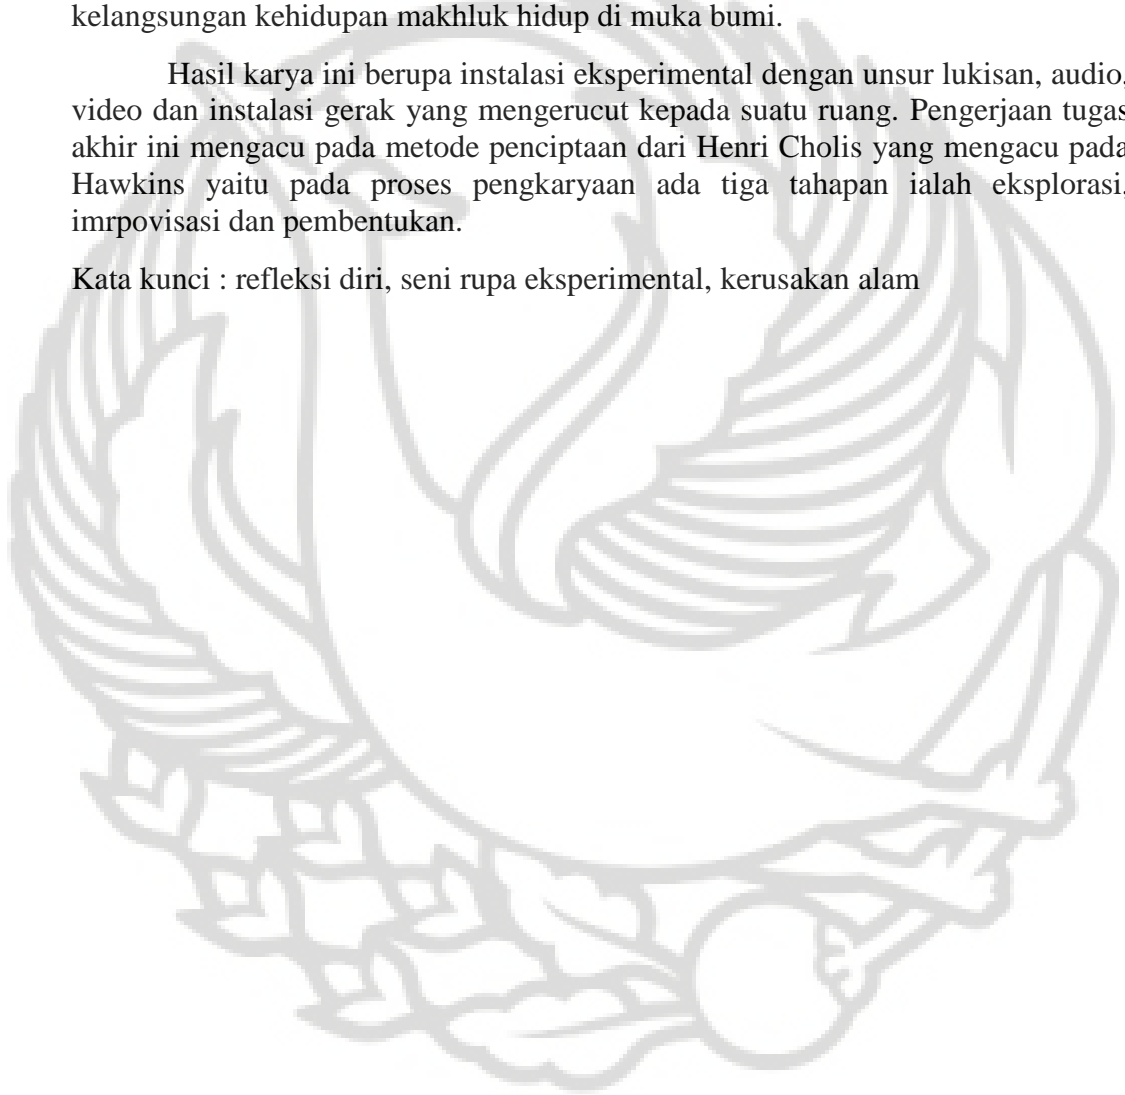 kelangsungan kehidupan makhluk hidup di muka bumi.
Hasil karya ini berupa instalasi eksperimental dengan unsur lukisan, audio,
video dan instalasi gerak yang mengerucut kepada suatu ruang. Pengerjaan tugas
akhir ini mengacu pada metode penciptaan dari Henri Cholis yang mengacu pada
Hawkins yaitu pada proses pengkaryaan ada tiga tahapan ialah eksplorasi,
imrpovisasi dan pembentukan.
Kata kunci : refleksi diri, seni rupa eksperimental, kerusakan alam